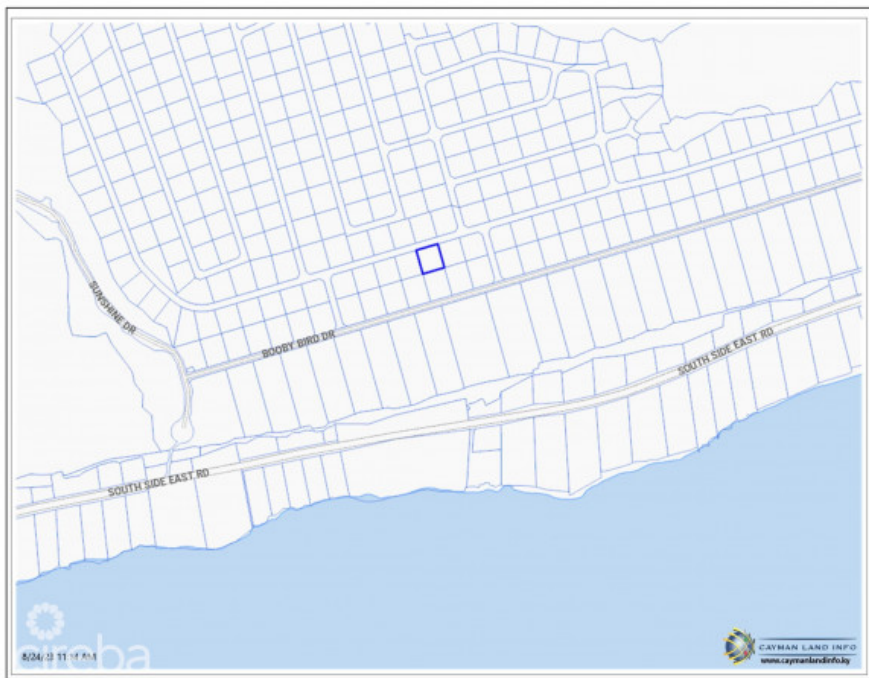 SUNSHINE DR
BOOBY BIRD DR
SOUTH SIDE EAST RD
SOUTH SIDE EAST RD
cireba
CAYMAN LAND INFO
www.caymanlandinfo.ky